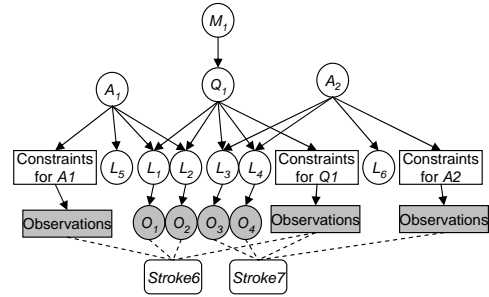 M1
A1 Q1 A2
Constraints for A1 L5 L1 L2 L3 L4 Constraints for Q1 L6 Constraints for A2
Observations O1 O2 O3 O4 Observations Observations
Stroke6 Stroke7